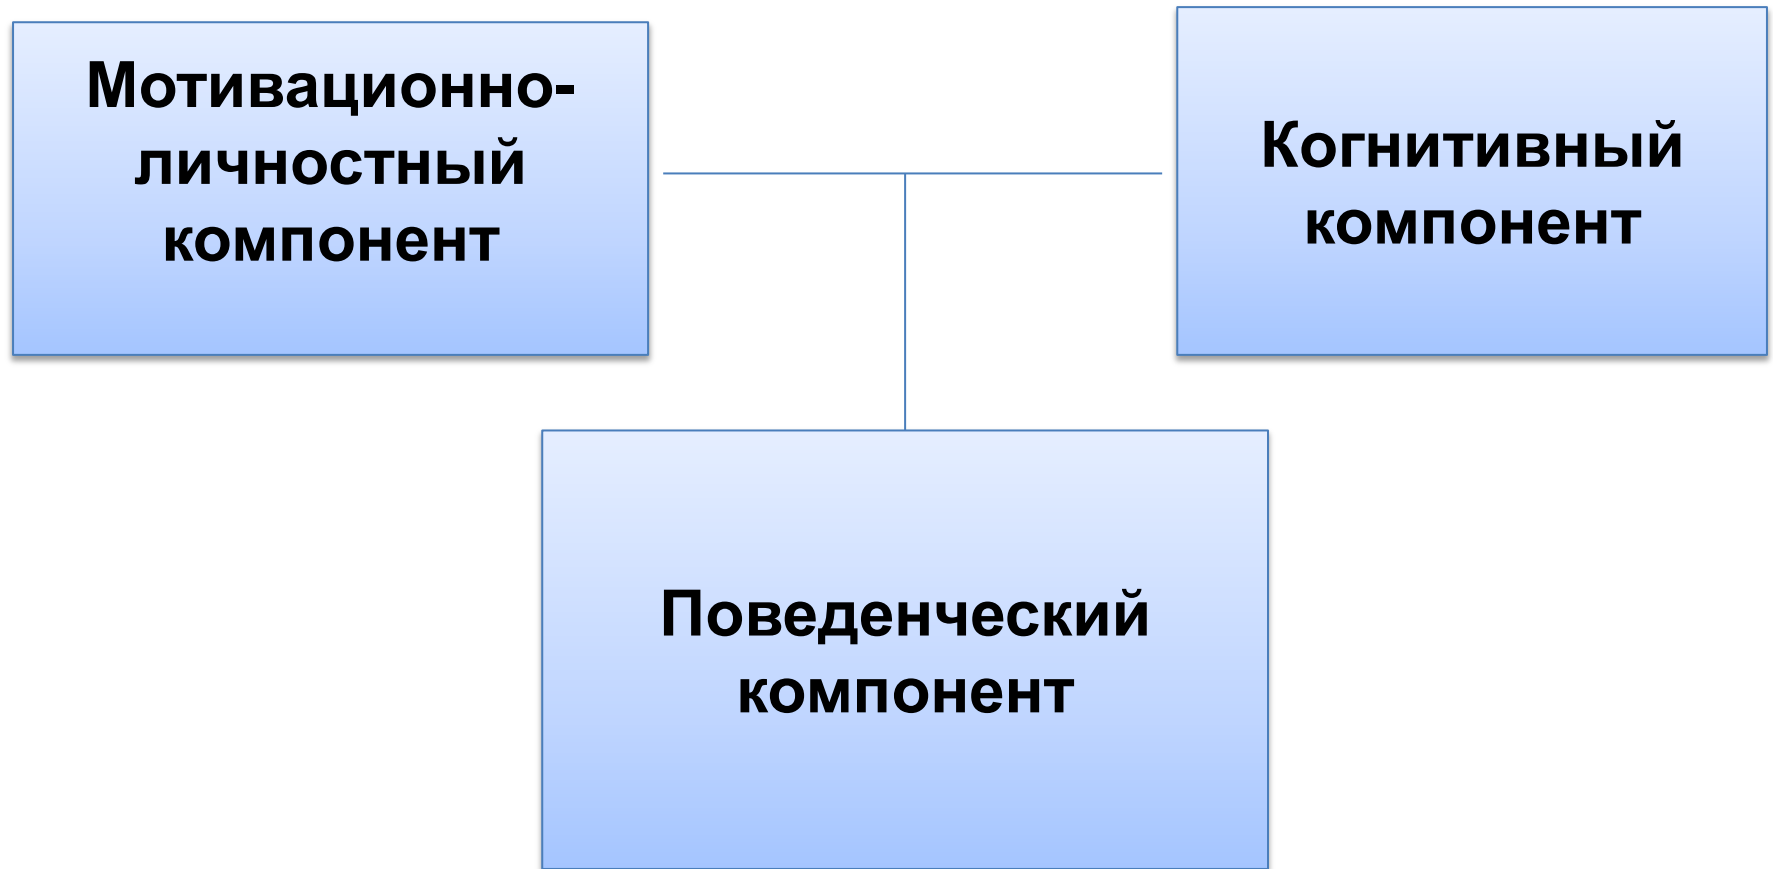 Мотивационно-
личностный
компонент
Когнитивный
компонент
Поведенческий
компонент